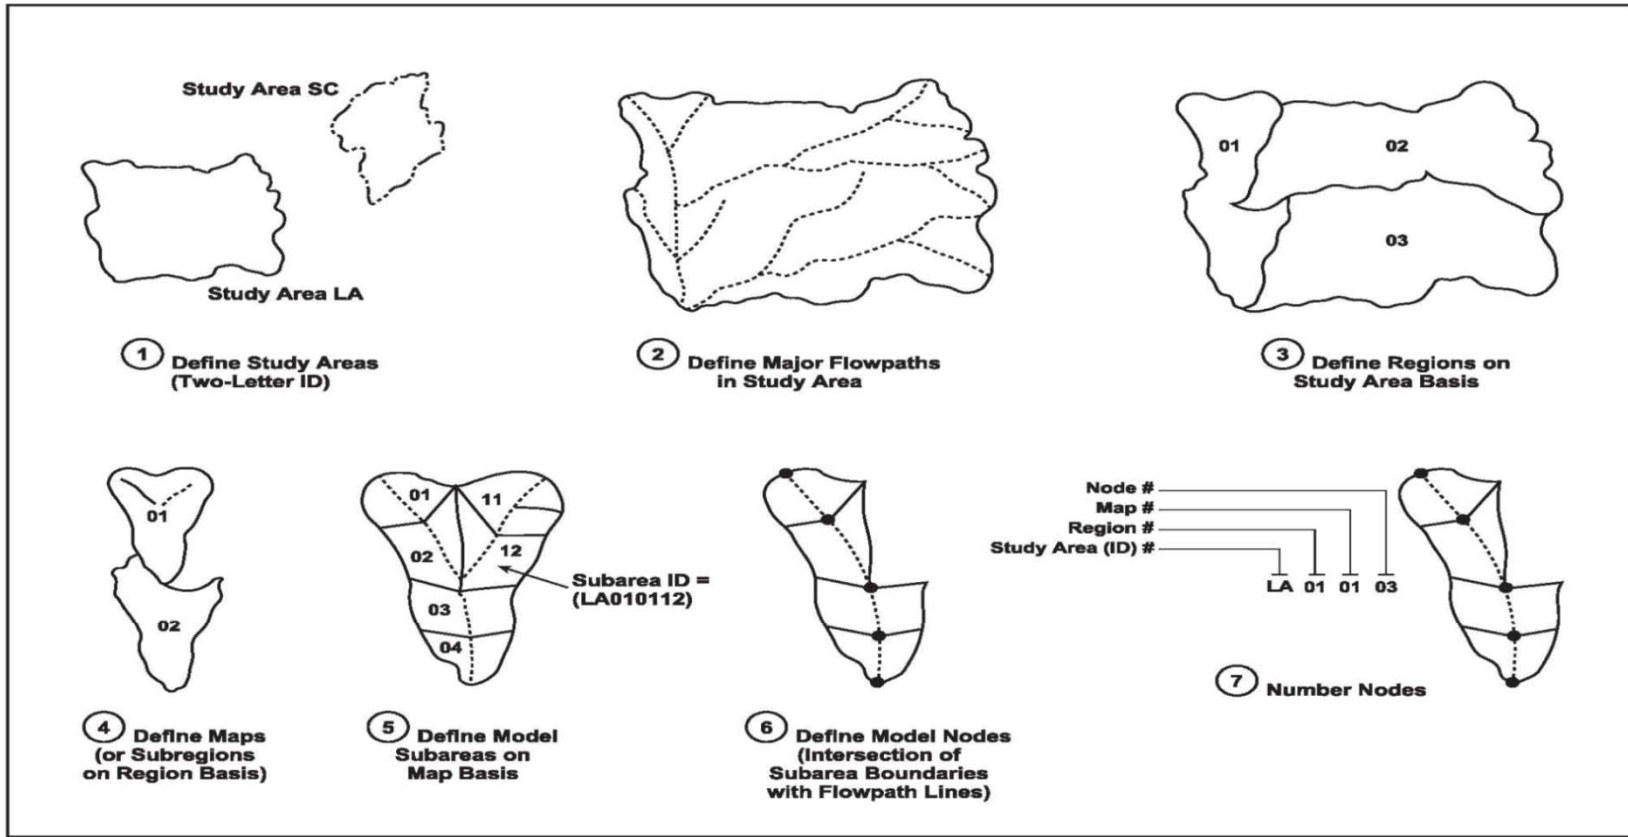 Study Area SC
Study Area LA
1 Define Study Areas
(Two-Letter ID)
2 Define Major Flowpaths
in Study Area
01
02
03
3 Define Regions on
Study Area Basis
01
02
4 Define Maps
(or Subregions
on Region Basis)
01
11
02
12
03
04
Subarea ID =
(LA010112)
5 Define Model
Subareas on
Map Basis
6 Define Model Nodes
(Intersection of
Subarea Boundaries
with Flowpath Lines)
Node #
Map #
Region #
Study Area (ID) #
LA 01 01 03
7 Number Nodes